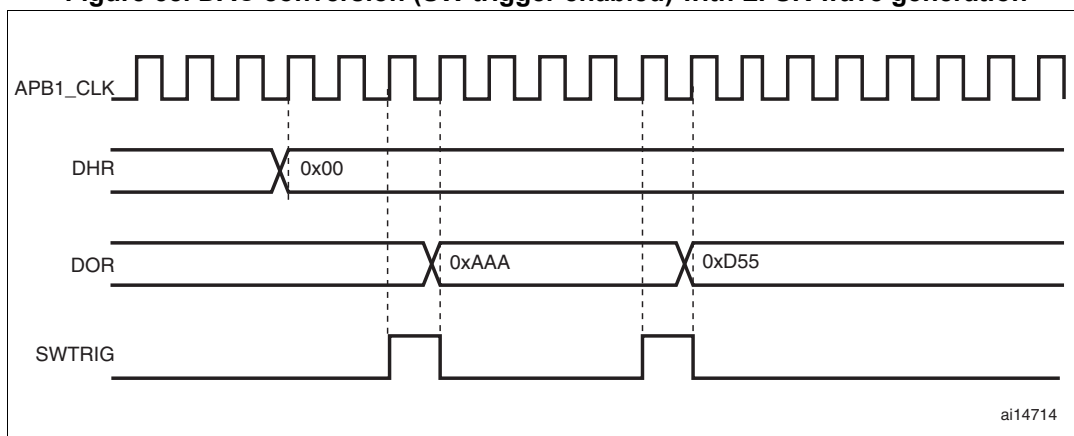 APB1_CLK
DHR
0x00
DOR
0xAAA
0xD55
SWTRIG
ai14714